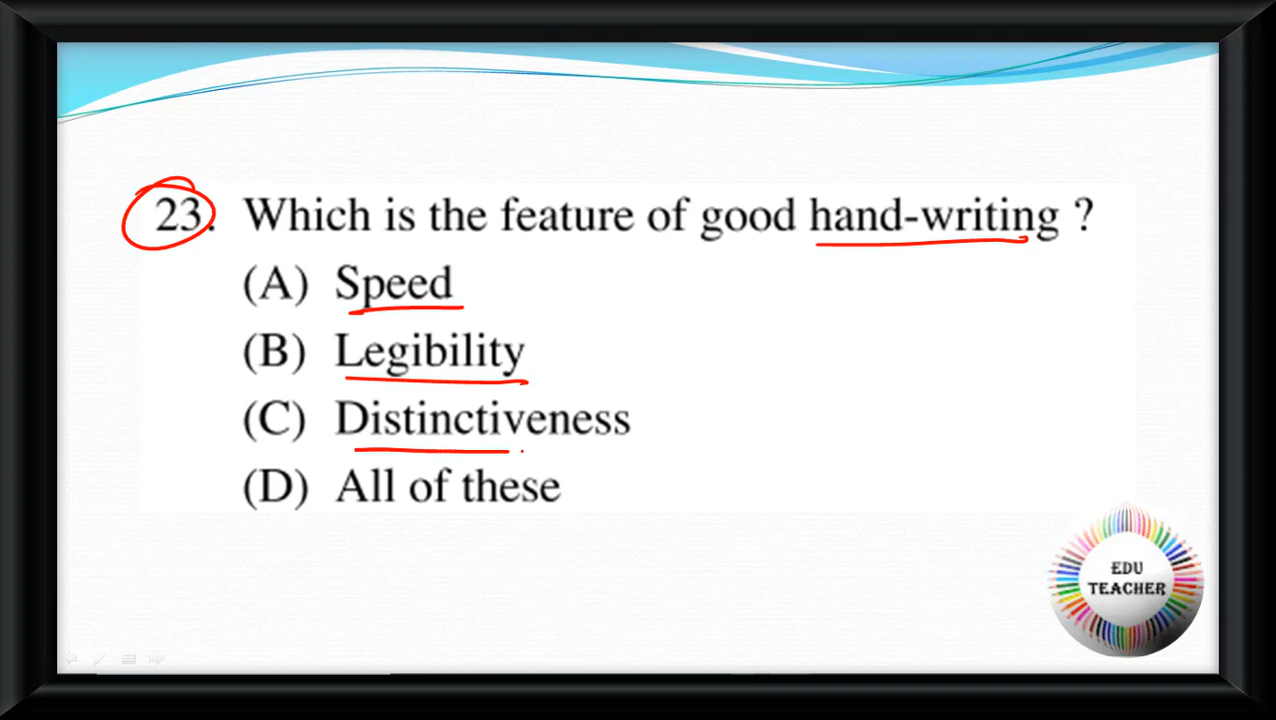 23. Which is the feature of good hand-writing ?
(A) Speed
(B) Legibility
(C) Distinctiveness
(D) All of these
EDU
TEACHER